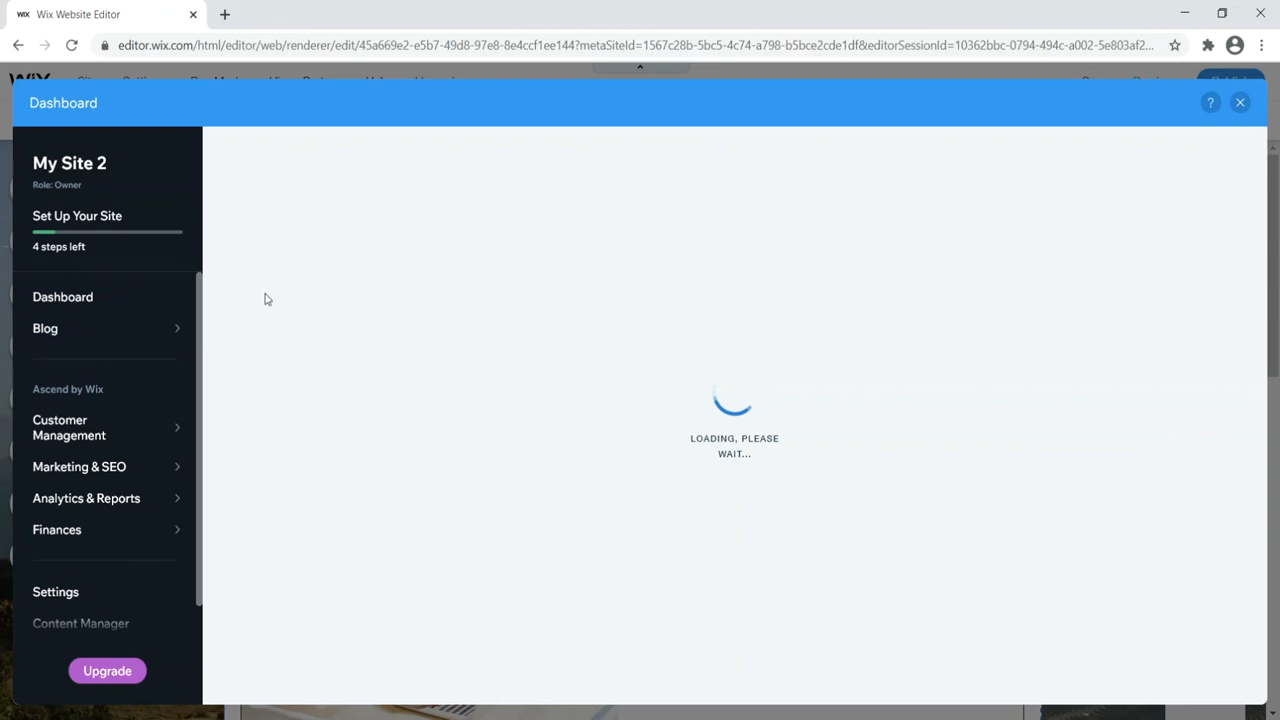 WIX Wix Website Editor
editor.wix.com/html/editor/web/renderer/edit/45a669e2-e5b7-49d8-97e8-8e4ccf1ee144?metaSiteId=1567c28b-5bc5-4c74-a798-b5bce2cde1df&editorSessionId=10362bbc-0794-494c-a002-5e803af2...
Dashboard
?
My Site 2
Role: Owner
Set Up Your Site
4 steps left
Dashboard
Blog
Ascend by Wix
Customer
Management
Marketing & SEO
Analytics & Reports
Finances
Settings
Content Manager
Upgrade
LOADING, PLEASE
WAIT...